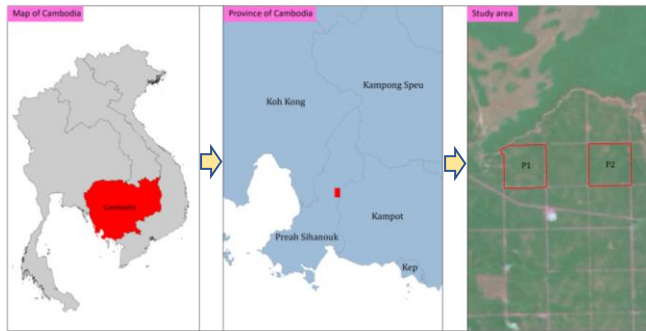 Map of Cambodia
Cambodia
Province of Cambodia
Kampong Speu
Koh Kong
Kampot
Preah Sihanouk
Kep
Study area
P1
P2